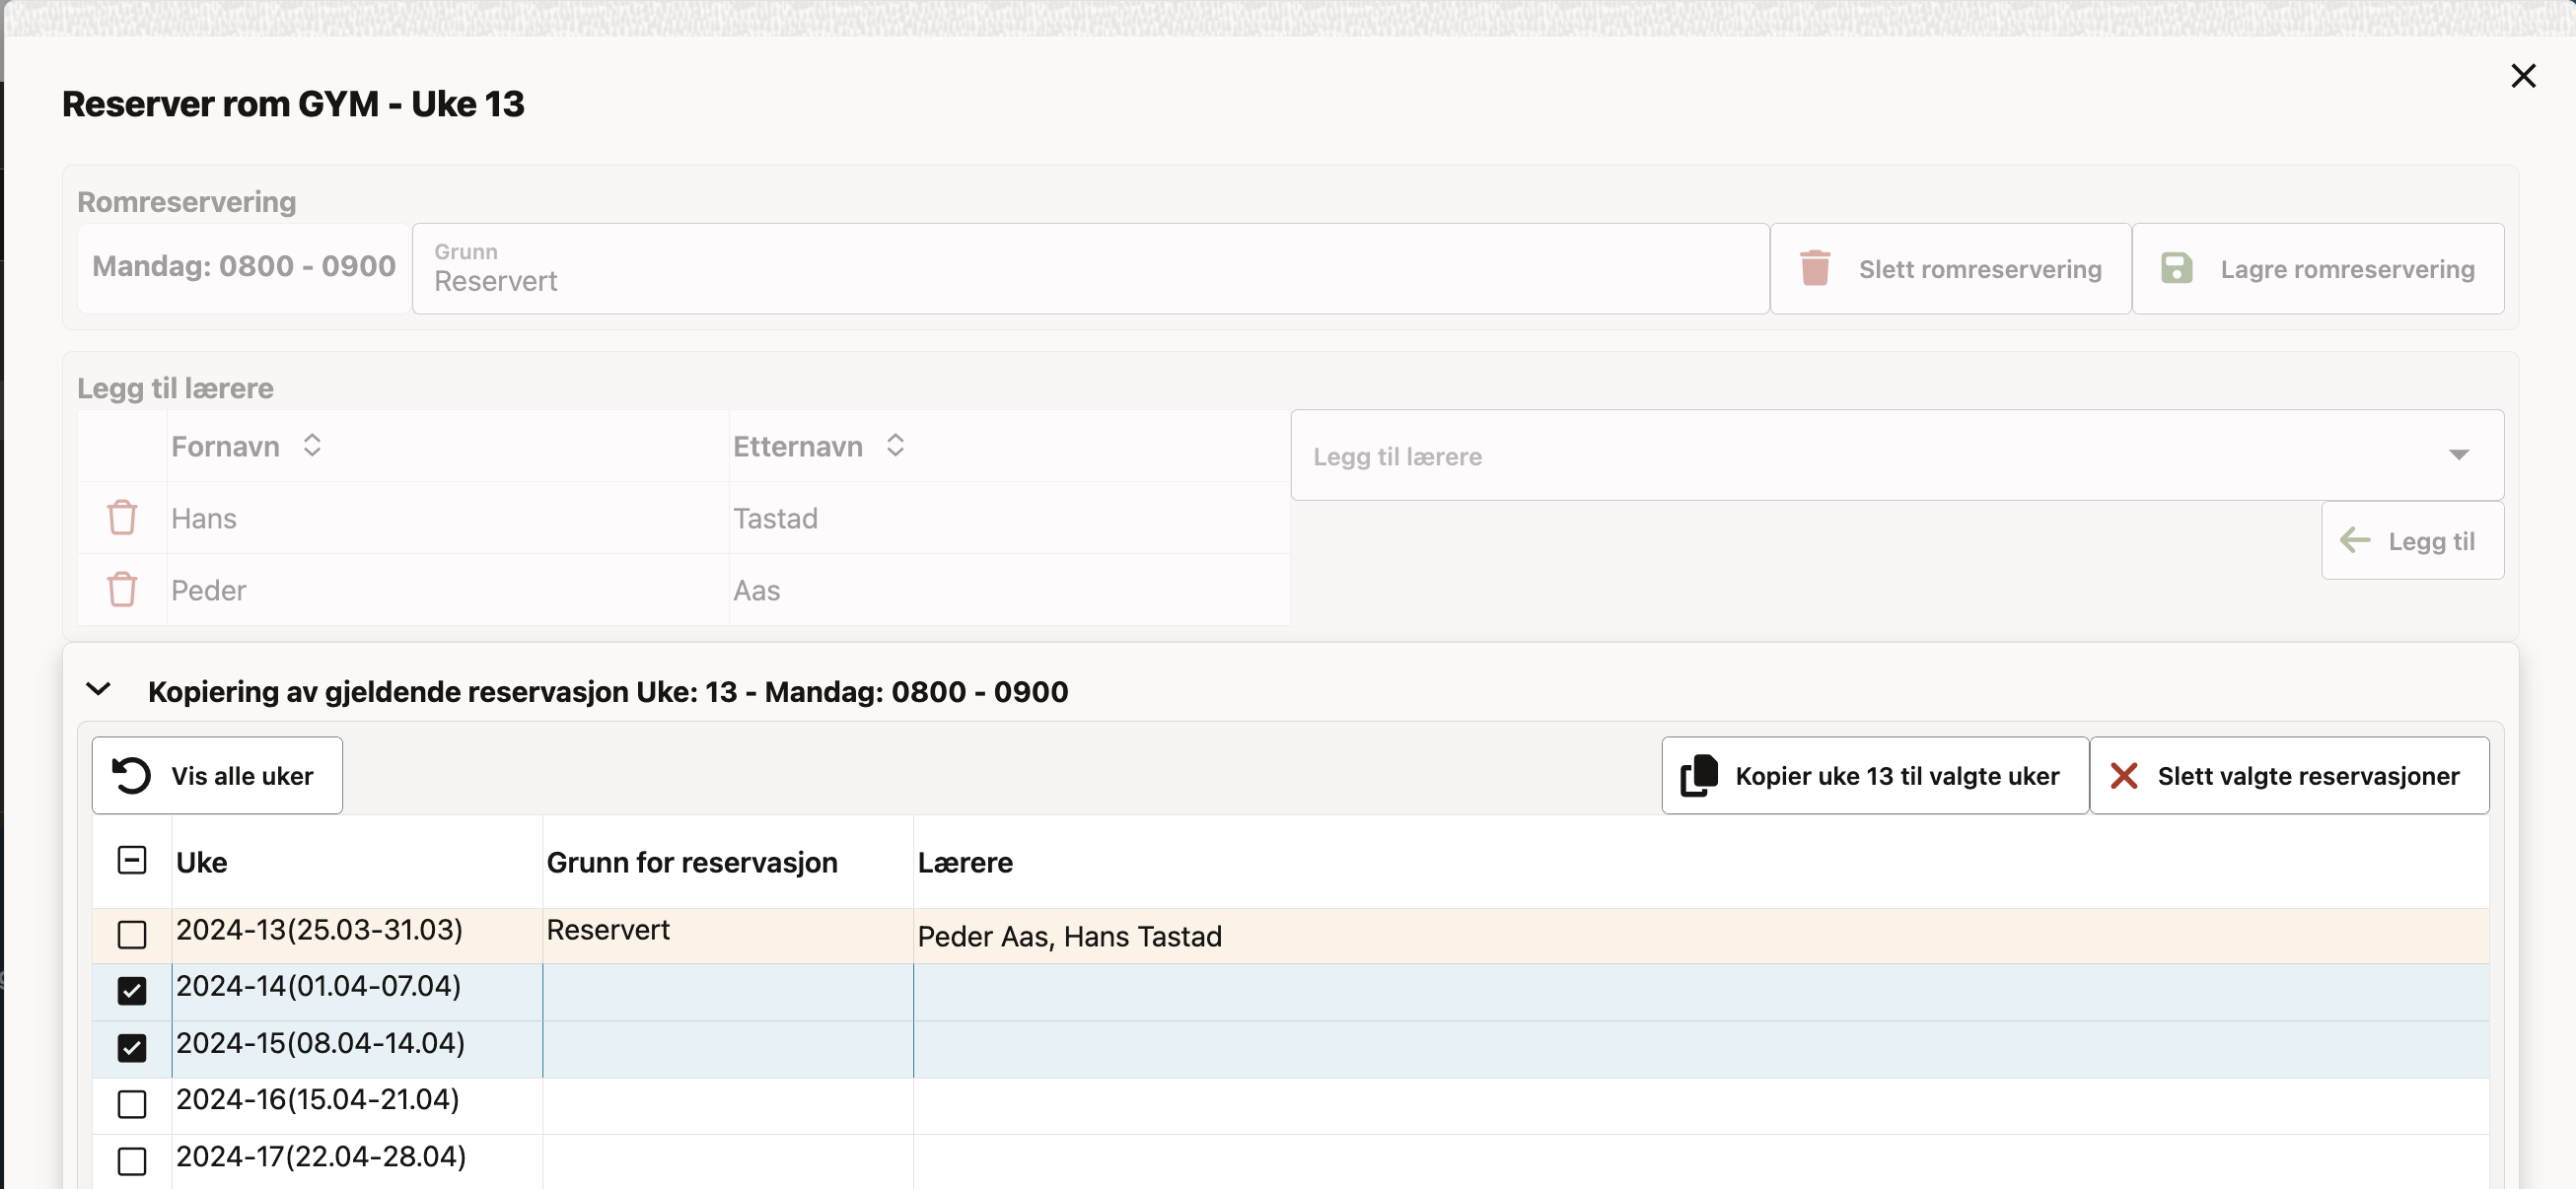 Reserver rom GYM - Uke 13
Romreservering
Mandag: 0800 - 0900
Grunn
Reservert
Slett romreservering
Lagre romreservering
Legg til lærere
Fornavn Etternavn
Legg til lærere
Hans Tastad
Legg til
Peder Aas
Kopiering av gjeldende reservasjon Uke: 13 - Mandag: 0800 - 0900
Vis alle uker
Kopier uke 13 til valgte uker
Slett valgte reservasjoner
Uke Grunn for reservasjon Lærere
2024-13(25.03-31.03) Reservert Peder Aas, Hans Tastad
2024-14(01.04-07.04)
2024-15(08.04-14.04)
2024-16(15.04-21.04)
2024-17(22.04-28.04)